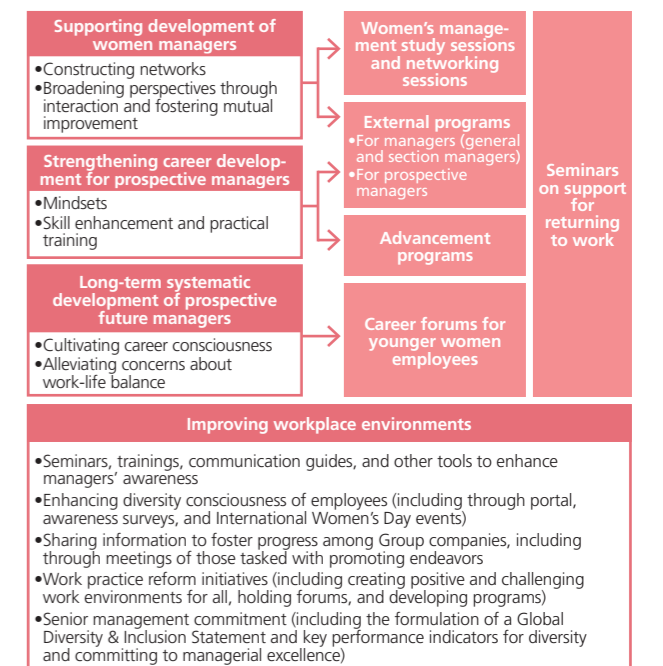 Supporting development of
women managers
•Constructing networks
•Broadening perspectives through
interaction and fostering mutual
improvement
Strengthening career develop-
ment for prospective managers
•Mindsets
•Skill enhancement and practical
training
Long-term systematic
development of prospective
future managers
•Cultivating career consciousness
•Alleviating concerns about
work-life balance
Women’s manage-
ment study sessions
and networking
sessions
External programs
•For managers (general
and section managers)
•For prospective
managers
Advancement
programs
Career forums for
younger women
employees
Seminars
on support
for
returning
to work
Improving workplace environments
•Seminars, trainings, communication guides, and other tools to enhance
managers’ awareness
•Enhancing diversity consciousness of employees (including through portal,
awareness surveys, and International Women’s Day events)
•Sharing information to foster progress among Group companies, including
through meetings of those tasked with promoting endeavors
•Work practice reform initiatives (including creating positive and challenging
work environments for all, holding forums, and developing programs)
•Senior management commitment (including the formulation of a Global
Diversity & Inclusion Statement and key performance indicators for diversity
and committing to managerial excellence)